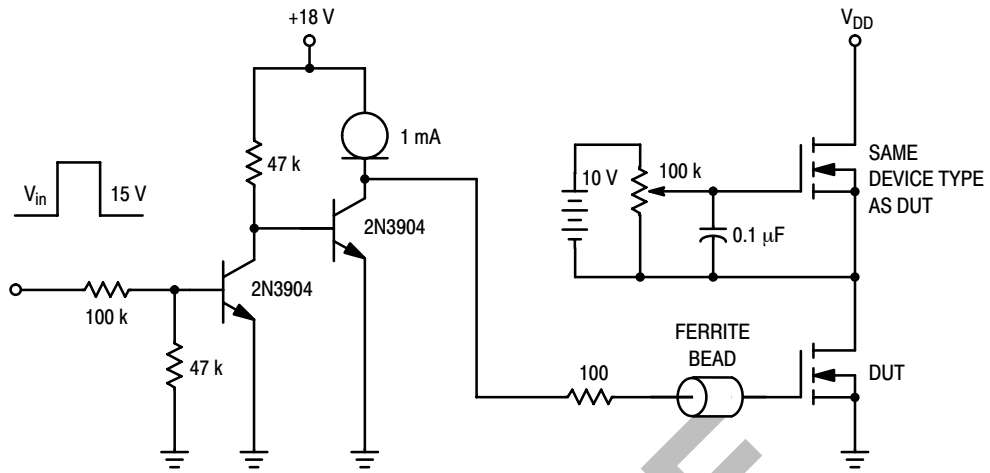 +18 V
V_DD
1 mA
47 k
SAME
DEVICE TYPE
AS DUT
10 V
100 k
V_in
15 V
2N3904
0.1 μF
2N3904
100 k
47 k
FERRITE
BEAD
100
DUT